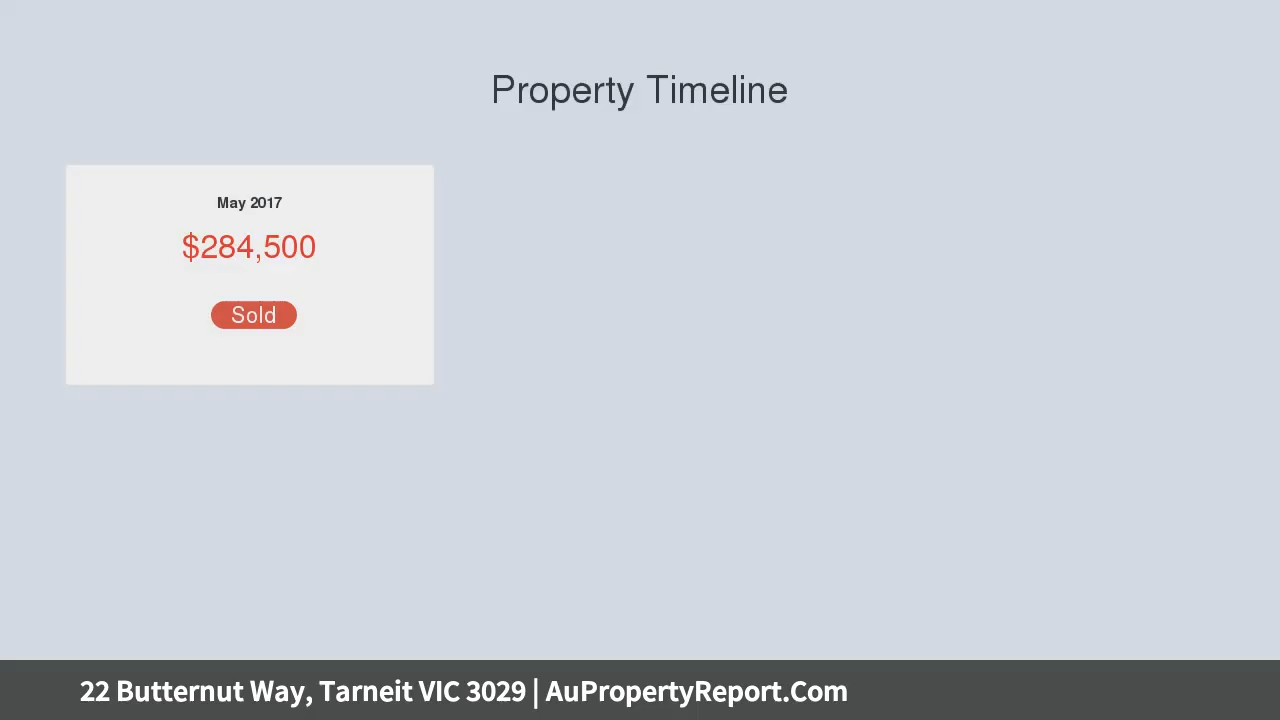 Property Timeline
May 2017
$284,500
Sold
22 Butternut Way, Tarneit VIC 3029 | AuPropertyReport.Com